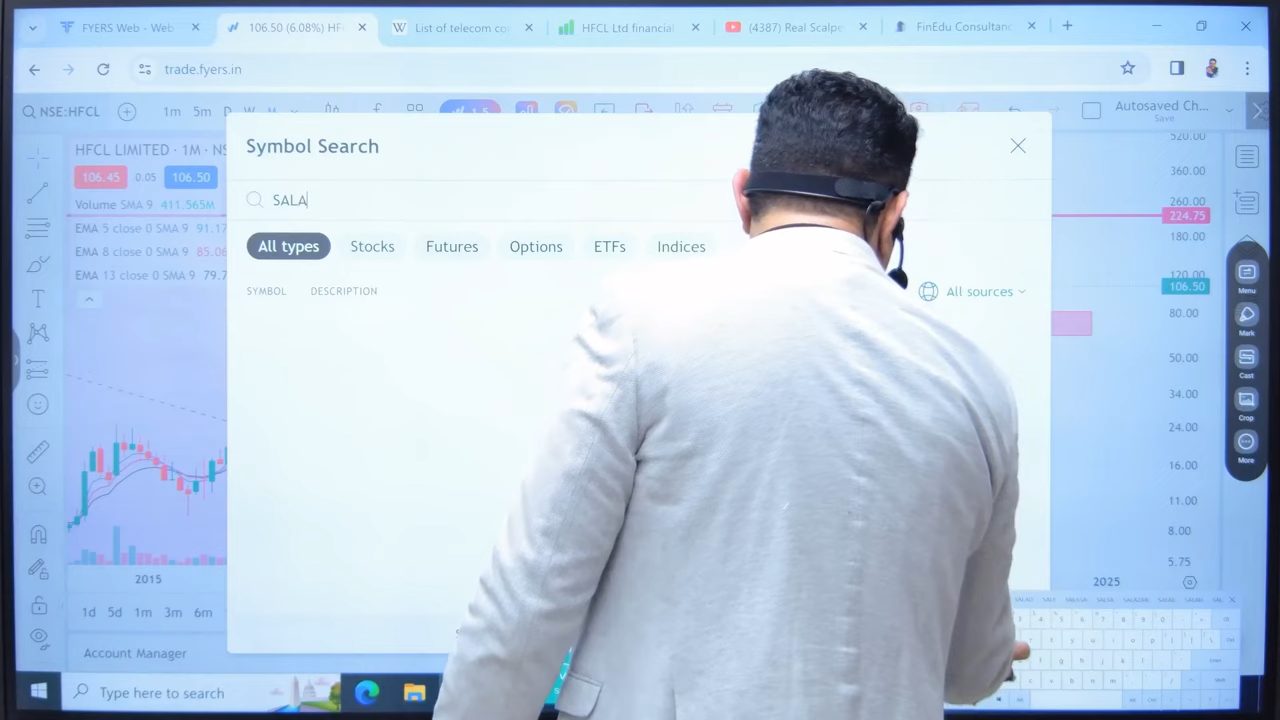 FYERS Web - Web
106.50 (6.08%) HF
List of telecom co
HFCL Ltd financial
(4387) Real Scalpe
FinEdu Consultanc
trade.fyers.in
NSE:HFCL
1m 5m D W M
Autosaved Ch...
Save
HFCL LIMITED · 1M · NS
106.45 0.05 106.50
Volume SMA 9 411.565M
EMA 5 close 0 SMA 9 91.17
EMA 8 close 0 SMA 9 85.06
EMA 13 close 0 SMA 9 79.7
Symbol Search
SALA
All types Stocks Futures Options ETFs Indices
SYMBOL DESCRIPTION
All sources
520.00
360.00
260.00
224.75
180.00
120.00
106.50
80.00
50.00
34.00
24.00
16.00
11.00
8.00
5.75
Menu
Mark
Cast
Crop
More
2015
2025
1d 5d 1m 3m 6m
Account Manager
Type here to search